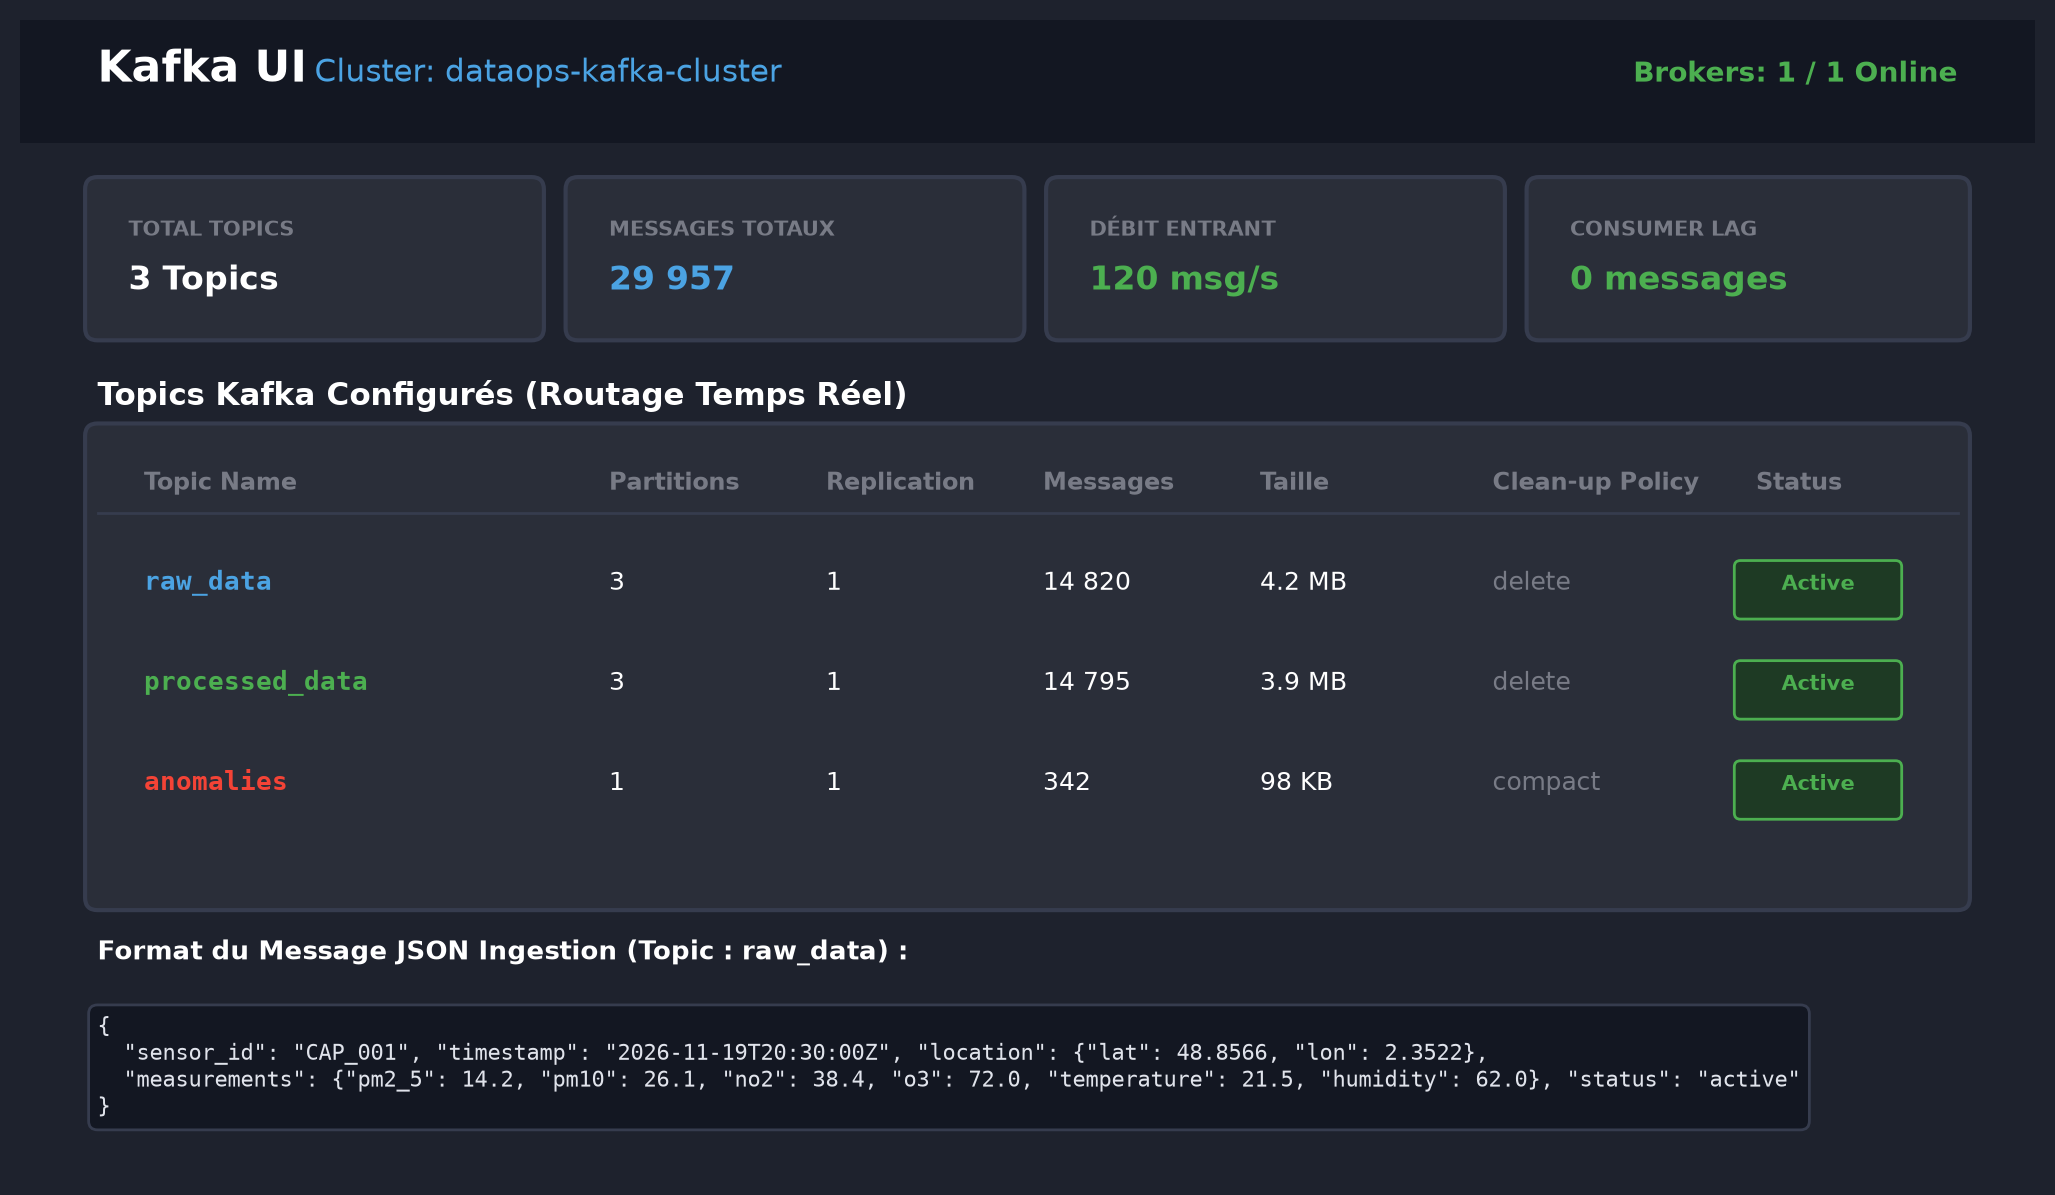 Kafka UI Cluster: dataops-kafka-cluster
Brokers: 1 / 1 Online
TOTAL TOPICS
3 Topics
MESSAGES TOTAUX
29 957
DÉBIT ENTRANT
120 msg/s
CONSUMER LAG
0 messages
Topics Kafka Configurés (Routage Temps Réel)
Topic Name Partitions Replication Messages Taille Clean-up Policy Status
raw_data 3 1 14 820 4.2 MB delete Active
processed_data 3 1 14 795 3.9 MB delete Active
anomalies 1 1 342 98 KB compact Active
Format du Message JSON Ingestion (Topic : raw_data) :
{
  "sensor_id": "CAP_001", "timestamp": "2026-11-19T20:30:00Z", "location": {"lat": 48.8566, "lon": 2.3522},
  "measurements": {"pm2_5": 14.2, "pm10": 26.1, "no2": 38.4, "o3": 72.0, "temperature": 21.5, "humidity": 62.0}, "status": "active"
}